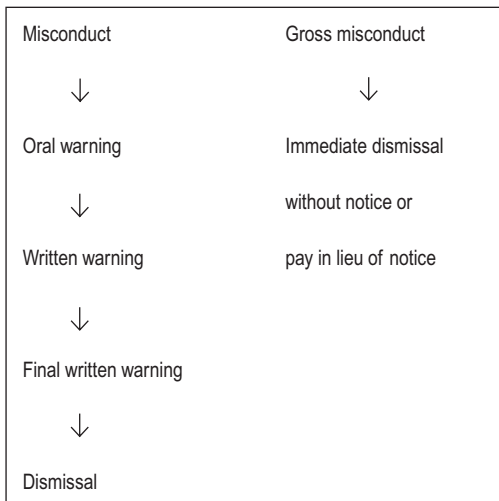 Misconduct
↓
Oral warning
↓
Written warning
↓
Final written warning
↓
Dismissal
Gross misconduct
↓
Immediate dismissal
without notice or
pay in lieu of notice